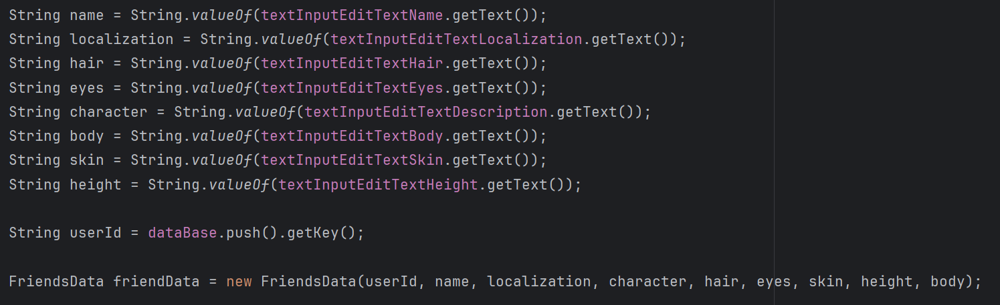 String name = String.valueOf(textInputEditTextName.getText());
String localization = String.valueOf(textInputEditTextLocalization.getText());
String hair = String.valueOf(textInputEditTextHair.getText());
String eyes = String.valueOf(textInputEditTextEyes.getText());
String character = String.valueOf(textInputEditTextDescription.getText());
String body = String.valueOf(textInputEditTextBody.getText());
String skin = String.valueOf(textInputEditTextSkin.getText());
String height = String.valueOf(textInputEditTextHeight.getText());
String userId = dataBase.push().getKey();
FriendsData friendData = new FriendsData(userId, name, localization, character, hair, eyes, skin, height, body);